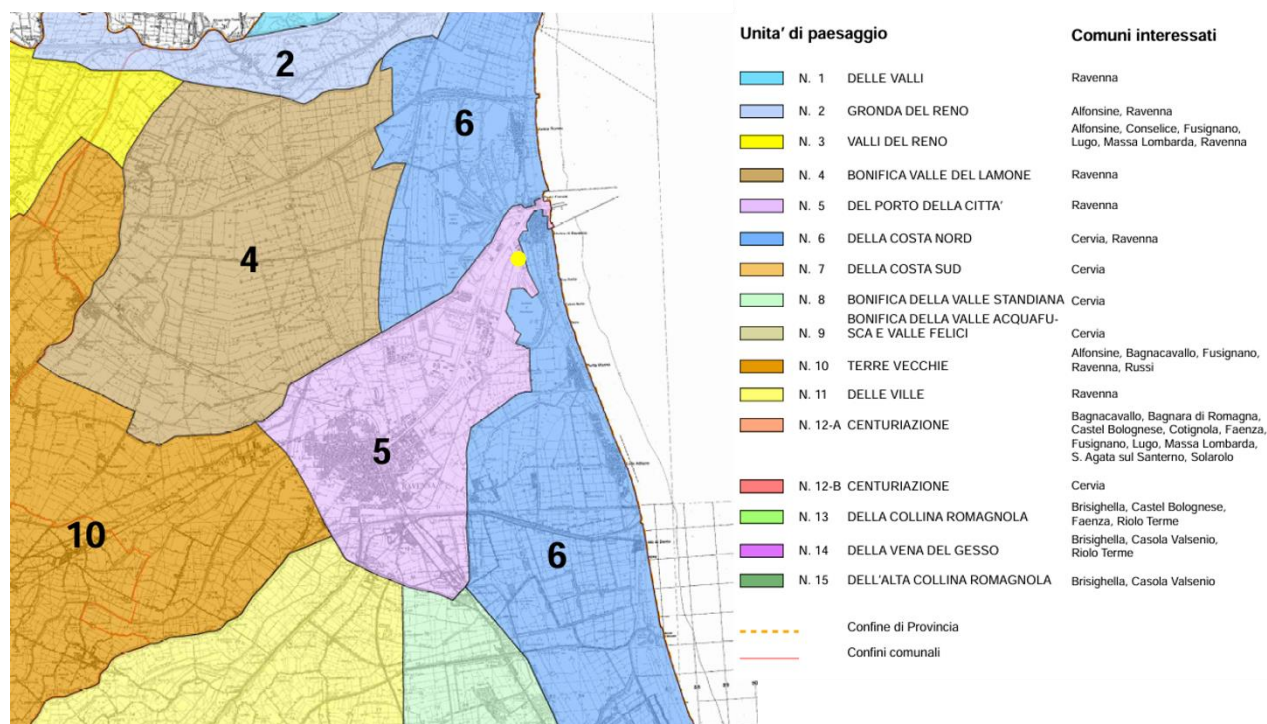 Unita' di paesaggio
Comuni interessati
N. 1 DELLE VALLI
Ravenna
N. 2 GRONDA DEL RENO
Alfonsine, Ravenna
N. 3 VALLI DEL RENO
Alfonsine, Conselice, Fusignano,
Lugo, Massa Lombarda, Ravenna
N. 4 BONIFICA VALLE DEL LAMONE
Ravenna
N. 5 DEL PORTO DELLA CITTA'
Ravenna
N. 6 DELLA COSTA NORD
Cervia, Ravenna
N. 7 DELLA COSTA SUD
Cervia
N. 8 BONIFICA DELLA VALLE STANDIANA
Cervia
BONIFICA DELLA VALLE ACQUAFU-
N. 9 SCA E VALLE FELICI
Cervia
N. 10 TERRE VECCHIE
Alfonsine, Bagnacavallo, Fusignano,
Ravenna, Russi
N. 11 DELLE VILLE
Ravenna
N. 12-A CENTURIAZIONE
Bagnacavallo, Bagnara di Romagna,
Castel Bolognese, Cotignola, Faenza,
Fusignano, Lugo, Massa Lombarda,
S. Agata sul Santerno, Solarolo
N. 12-B CENTURIAZIONE
Cervia
N. 13 DELLA COLLINA ROMAGNOLA
Brisighella, Castel Bolognese,
Faenza, Riolo Terme
N. 14 DELLA VENA DEL GESSO
Brisighella, Casola Valsenio,
Riolo Terme
N. 15 DELL'ALTA COLLINA ROMAGNOLA
Brisighella, Casola Valsenio
Confine di Provincia
Confini comunali
2
6
4
5
RAVENNA
10
6